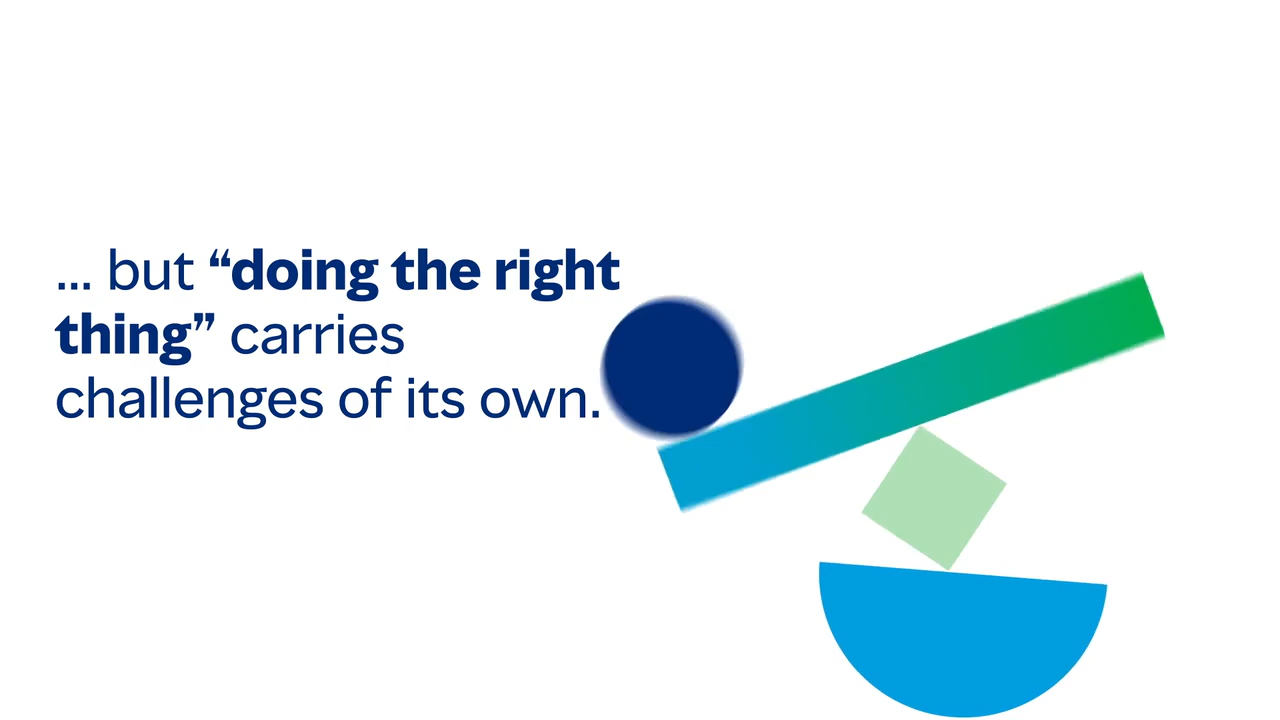 ... but “doing the right
thing” carries
challenges of its own.